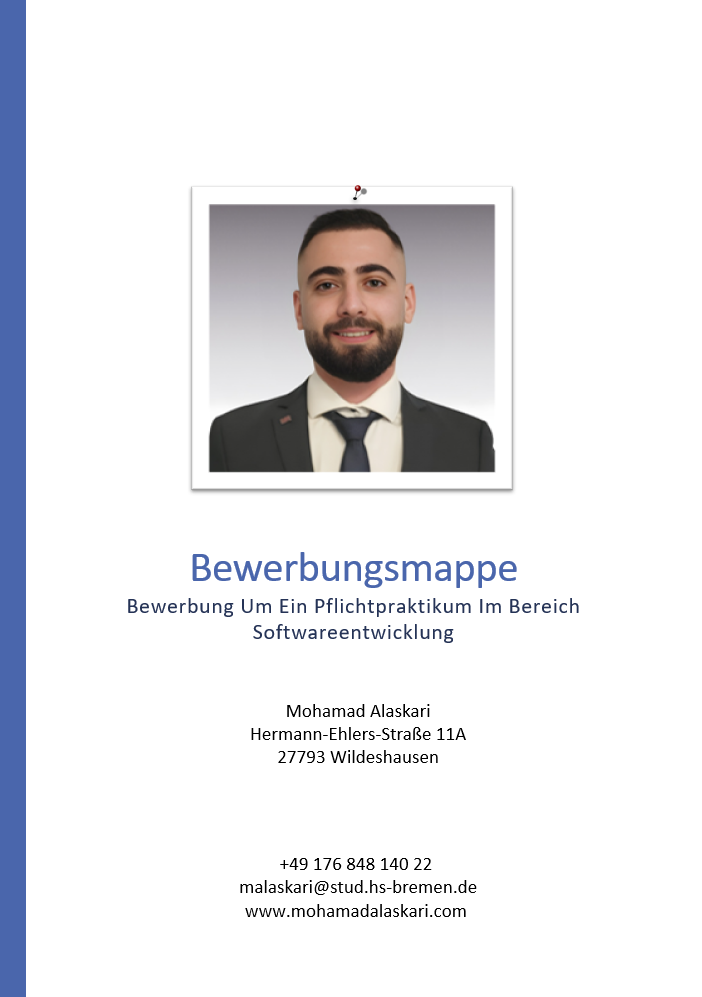 Bewerbungsmappe
Bewerbung Um Ein Pflichtpraktikum Im Bereich
Softwareentwicklung
Mohamad Alaskari
Hermann-Ehlers-Straße 11A
27793 Wildeshausen
+49 176 848 140 22
malaskari@stud.hs-bremen.de
www.mohamadalaskari.com